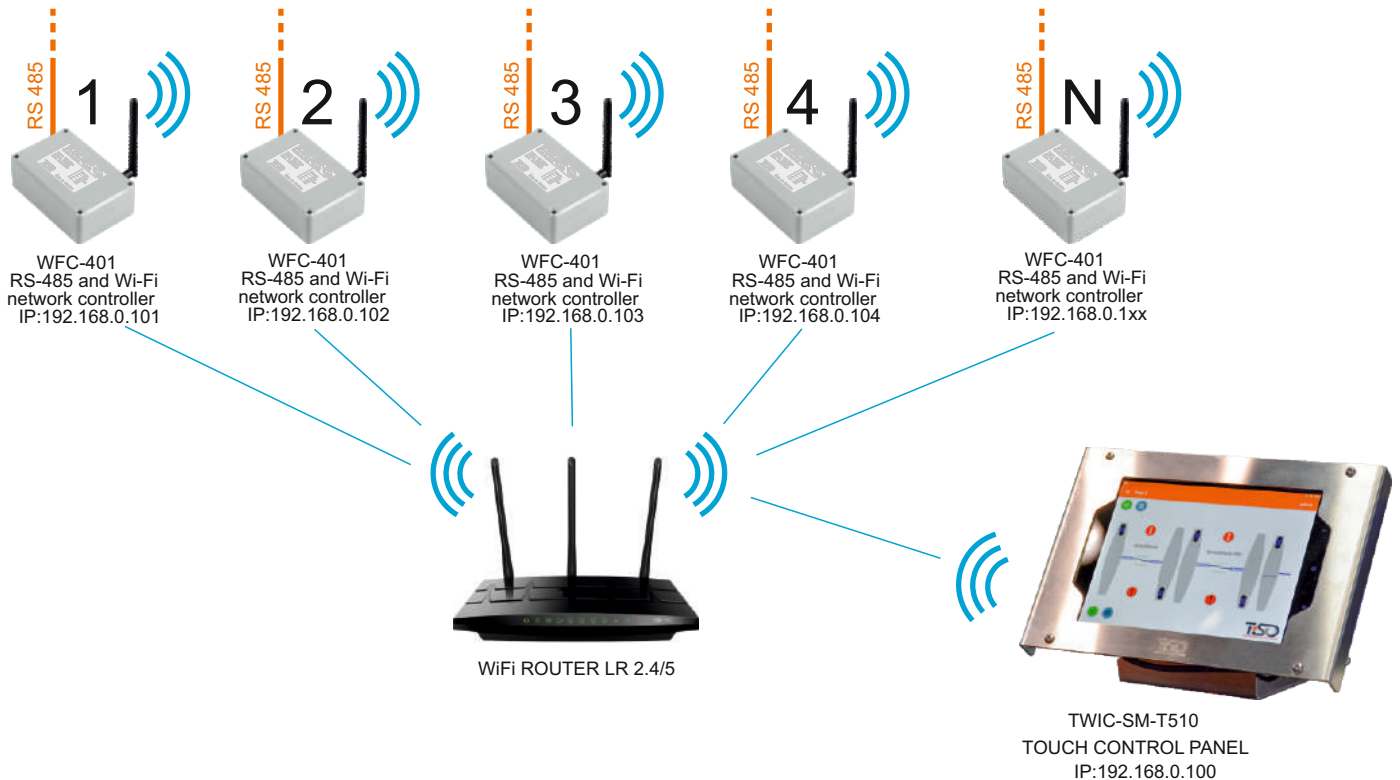 RS 485
1
RS 485
2
RS 485
3
RS 485
4
RS 485
N
WFC-401
RS-485 and Wi-Fi
network controller
IP:192.168.0.101
WFC-401
RS-485 and Wi-Fi
network controller
IP:192.168.0.102
WFC-401
RS-485 and Wi-Fi
network controller
IP:192.168.0.103
WFC-401
RS-485 and Wi-Fi
network controller
IP:192.168.0.104
WFC-401
RS-485 and Wi-Fi
network controller
IP:192.168.0.1xx
WiFi ROUTER LR 2.4/5
TiSO
TiSO
TWIC-SM-T510
TOUCH CONTROL PANEL
IP:192.168.0.100